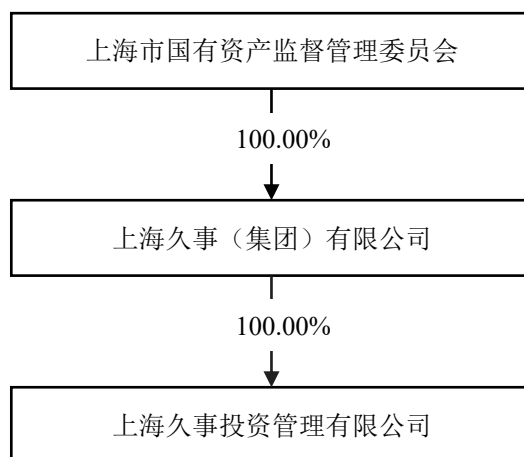 上海市国有资产监督管理委员会
100.00%
上海久事（集团）有限公司
100.00%
上海久事投资管理有限公司